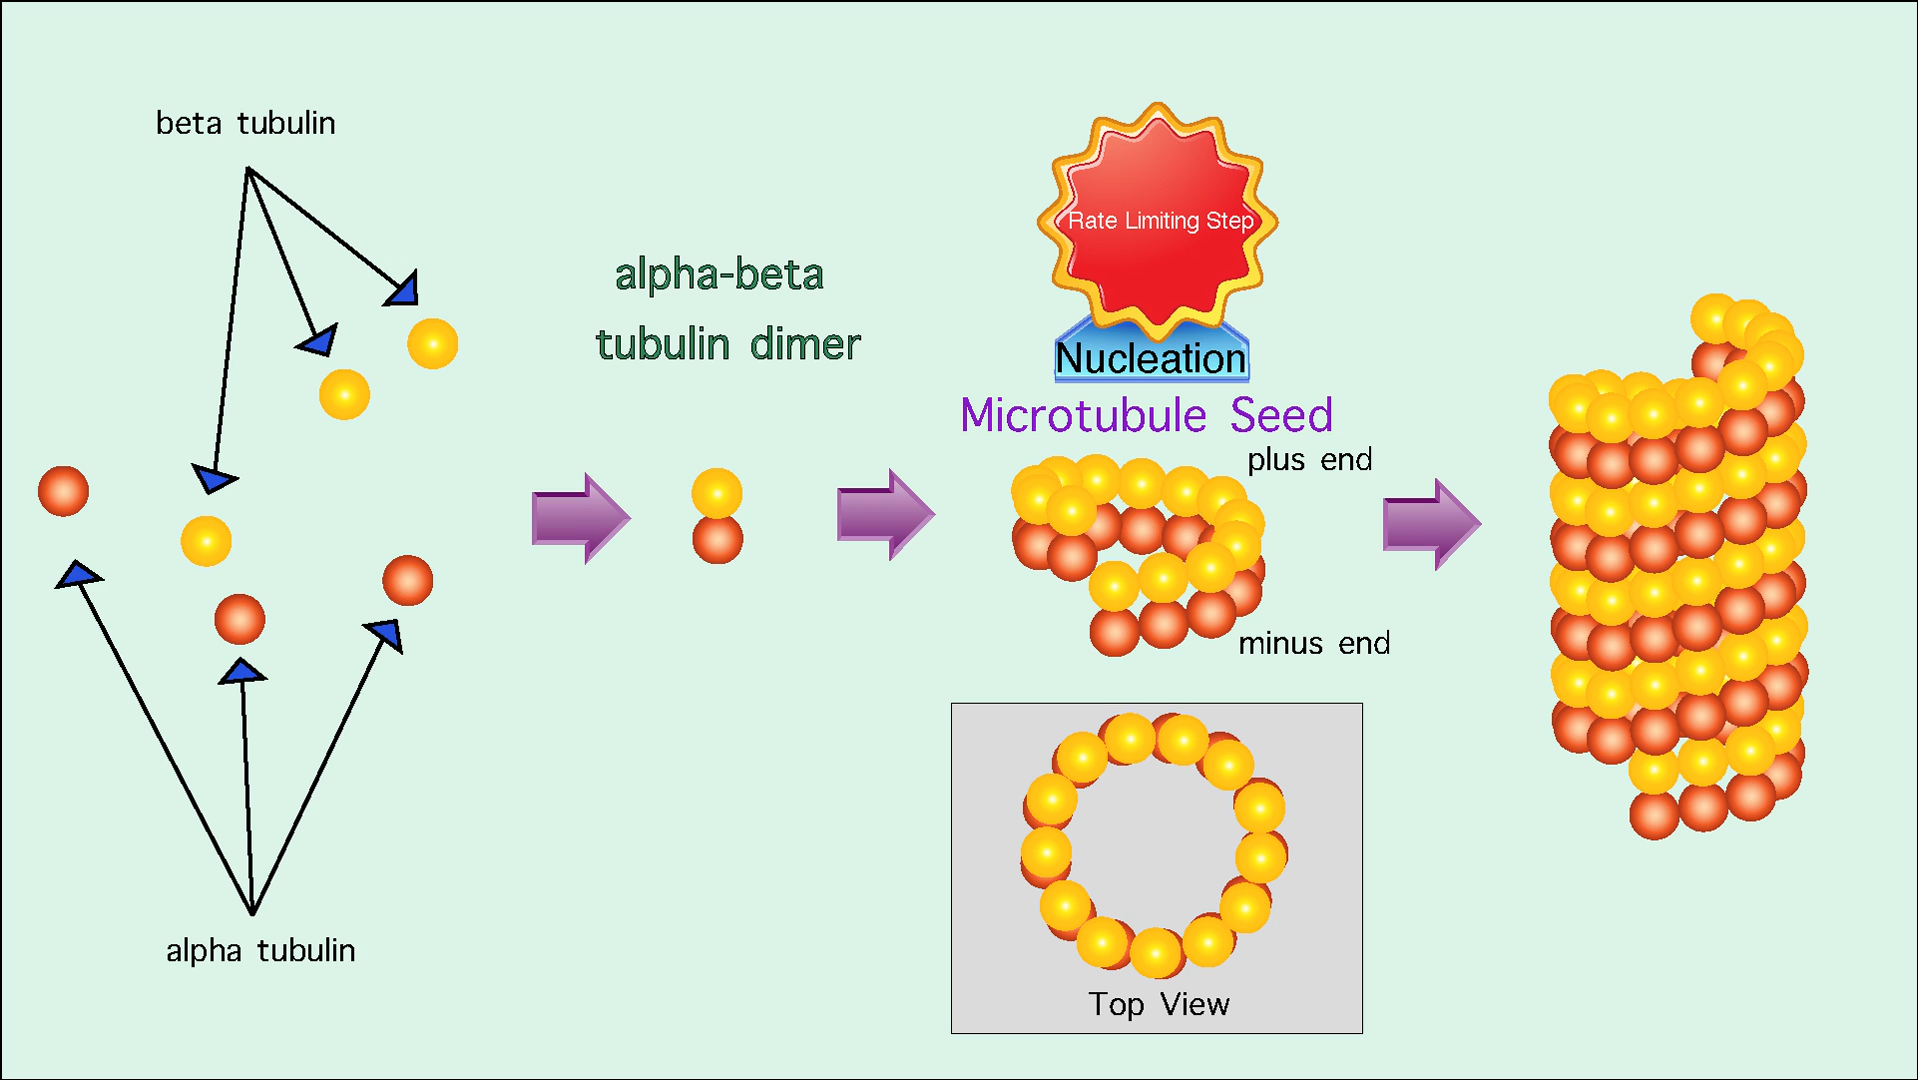 beta tubulin
alpha tubulin
alpha-beta
tubulin dimer
Rate Limiting Step
Nucleation
Microtubule Seed
plus end
minus end
Top View